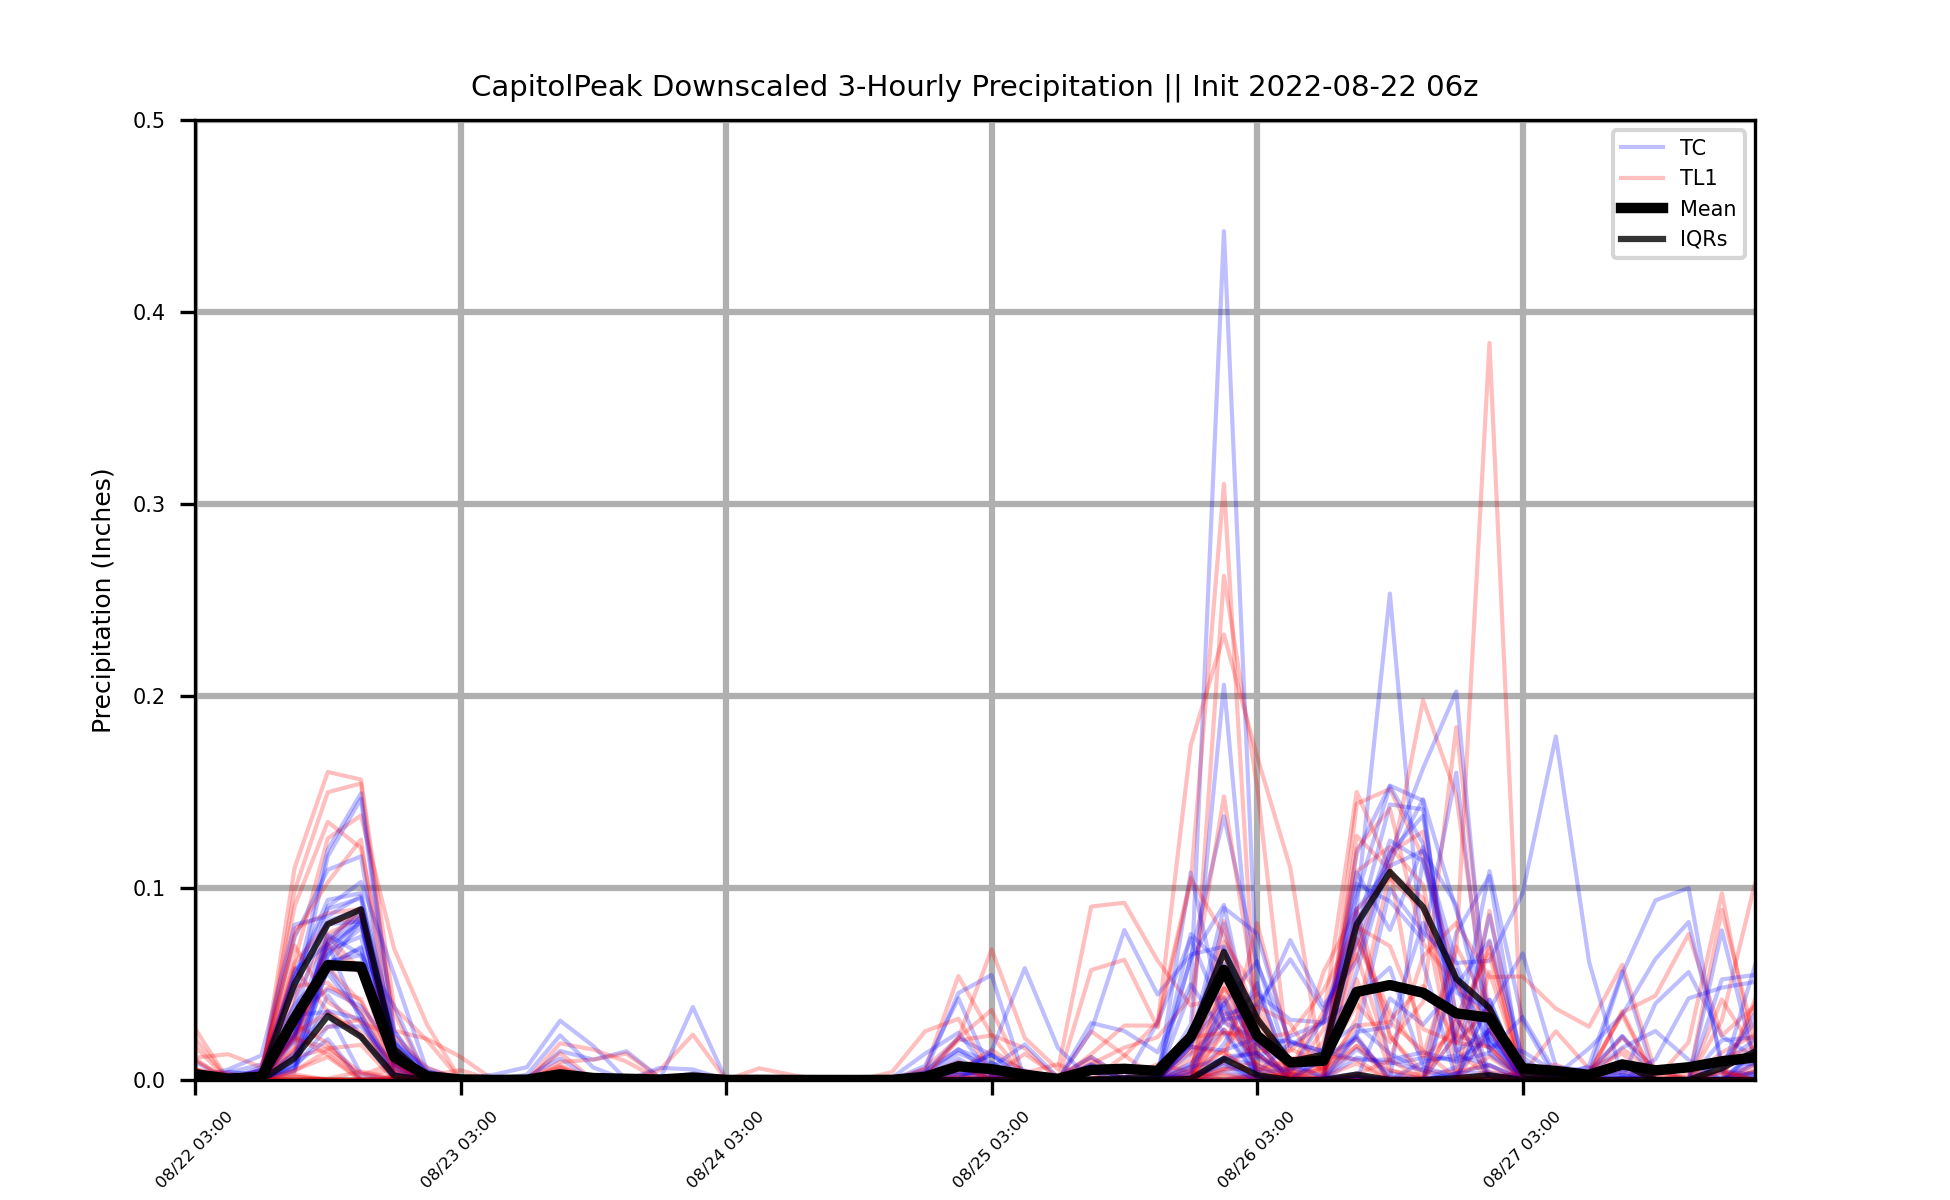 CapitolPeak Downscaled 3-Hourly Precipitation || Init 2022-08-22 06z
TC
TL1
Mean
IQRs
Precipitation (Inches)
0.5
0.4
0.3
0.2
0.1
0.0
08/22 03:00
08/23 03:00
08/24 03:00
08/25 03:00
08/26 03:00
08/27 03:00